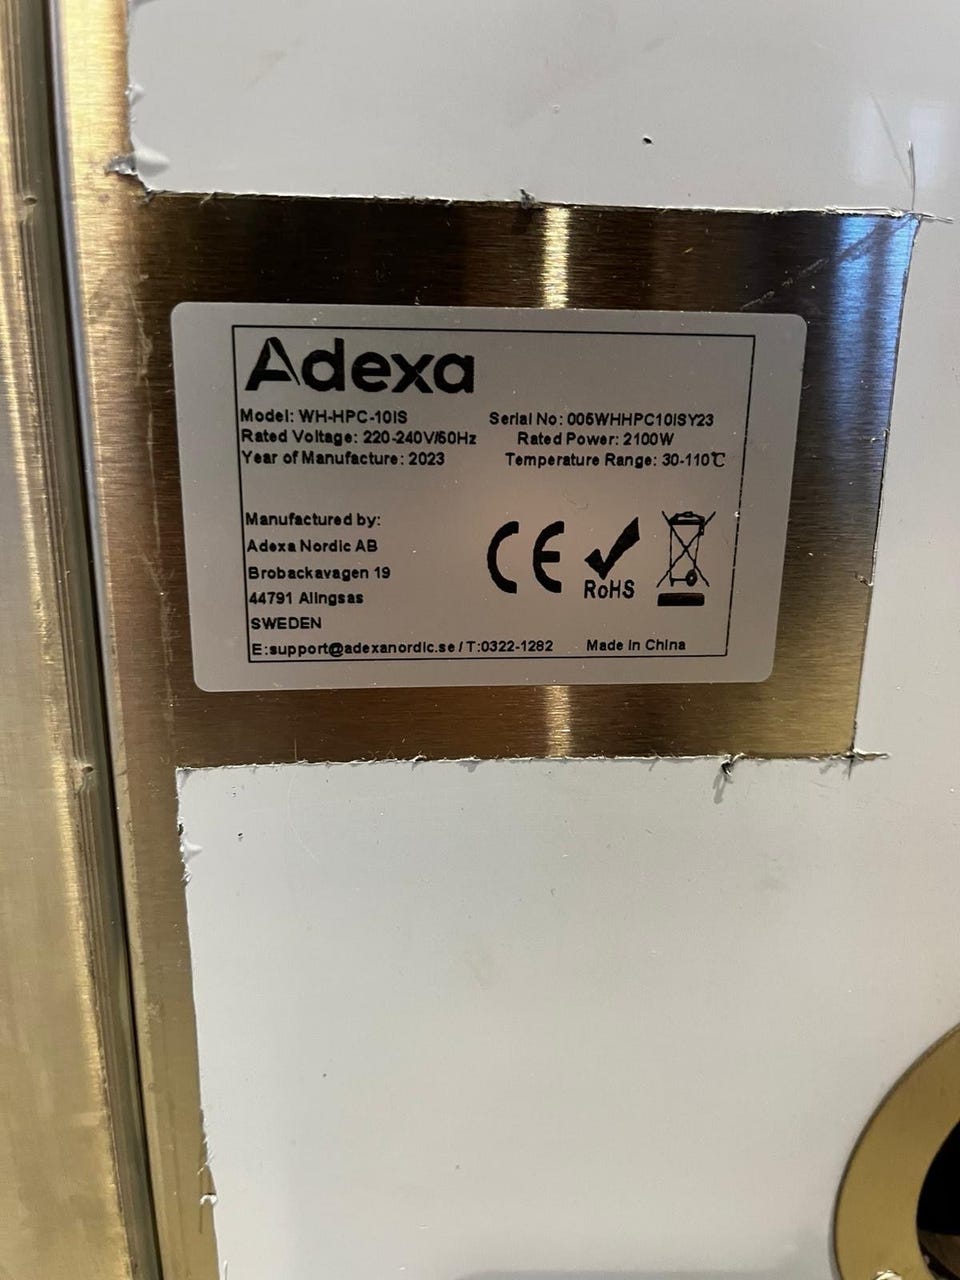 Adexa
Model: WH-HPC-10IS
Serial No: 006WHHPC10ISY23
Rated Voltage: 220-240V/50Hz
Rated Power: 2100W
Year of Manufacture: 2023
Temperature Range: 30-110℃
Manufactured by:
Adexa Nordic AB
Brobackavagen 19
44791 Alingsas
SWEDEN
CE
RoHS
E:support@adexanordic.se / T:0322-1282
Made in China